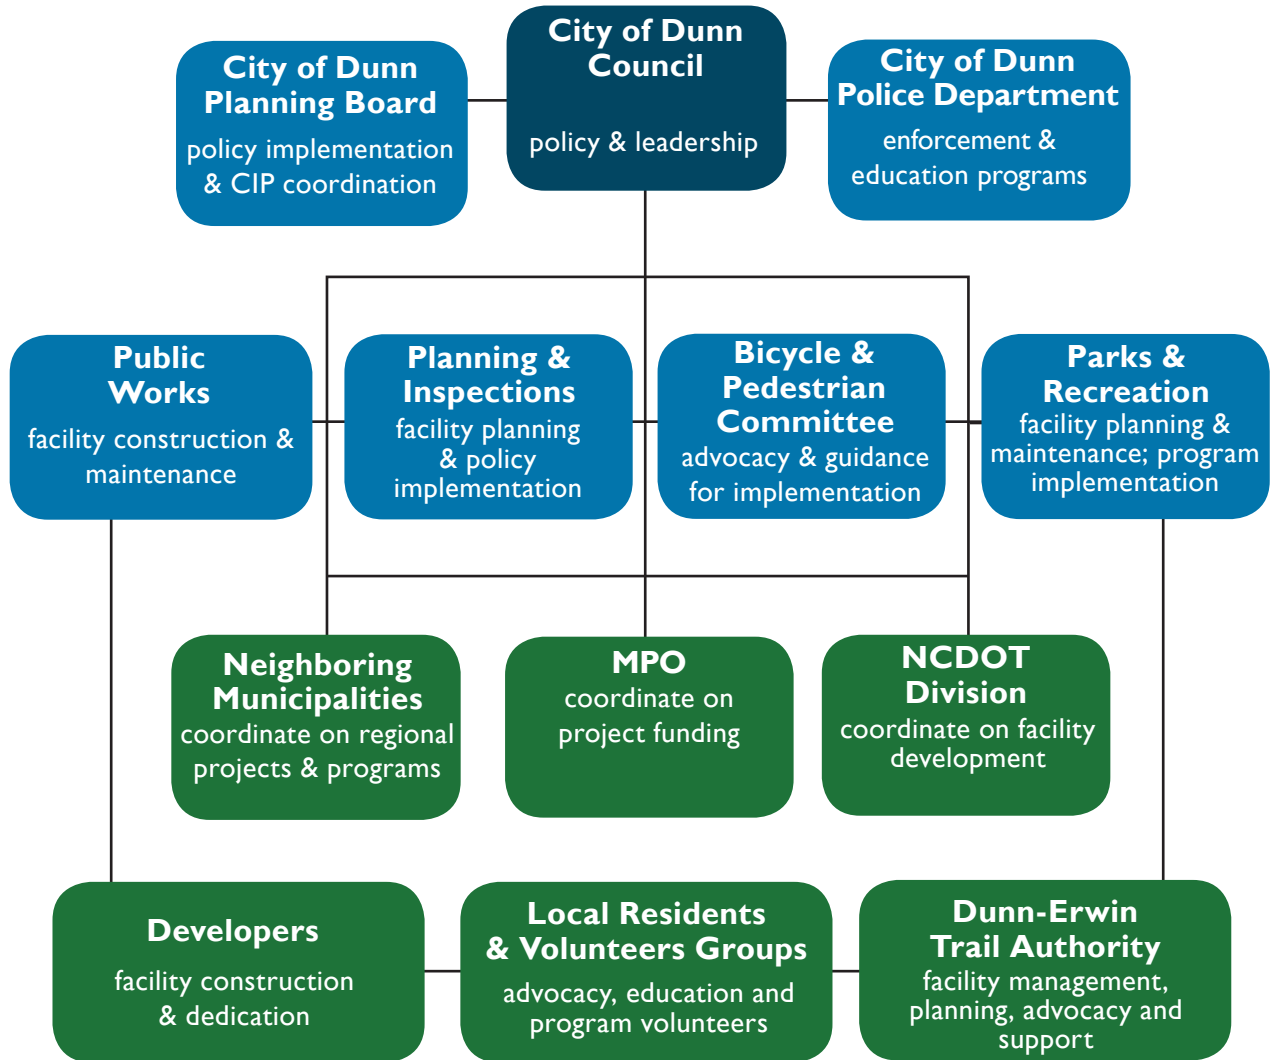 City of Dunn
Planning Board
policy implementation
& CIP coordination
City of Dunn
Council
policy & leadership
City of Dunn
Police Department
enforcement &
education programs
Public
Works
facility construction &
maintenance
Planning &
Inspections
facility planning
& policy
implementation
Bicycle &
Pedestrian
Committee
advocacy & guidance
for implementation
Parks &
Recreation
facility planning &
maintenance; program
implementation
Neighboring
Municipalities
coordinate on regional
projects & programs
MPO
coordinate on
project funding
NCDOT
Division
coordinate on facility
development
Developers
facility construction
& dedication
Local Residents
& Volunteers Groups
advocacy, education and
program volunteers
Dunn-Erwin
Trail Authority
facility management,
planning, advocacy and
support